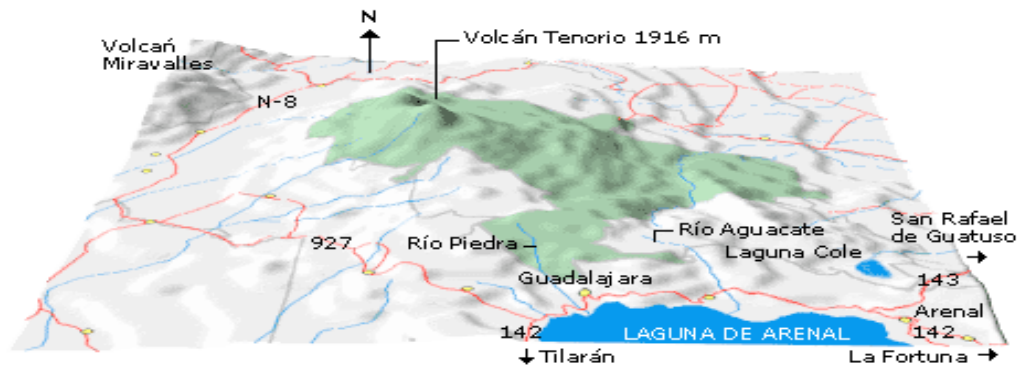 N
Volcań
Miravalles
Volcán Tenorio 1916 m
N-8
927
Río Piedra
Río Aguacate
Laguna Cole
San Rafael
de Guatuso
Guadalajara
143
Arenal
142
LAGUNA DE ARENAL
142
Tilarán
La Fortuna